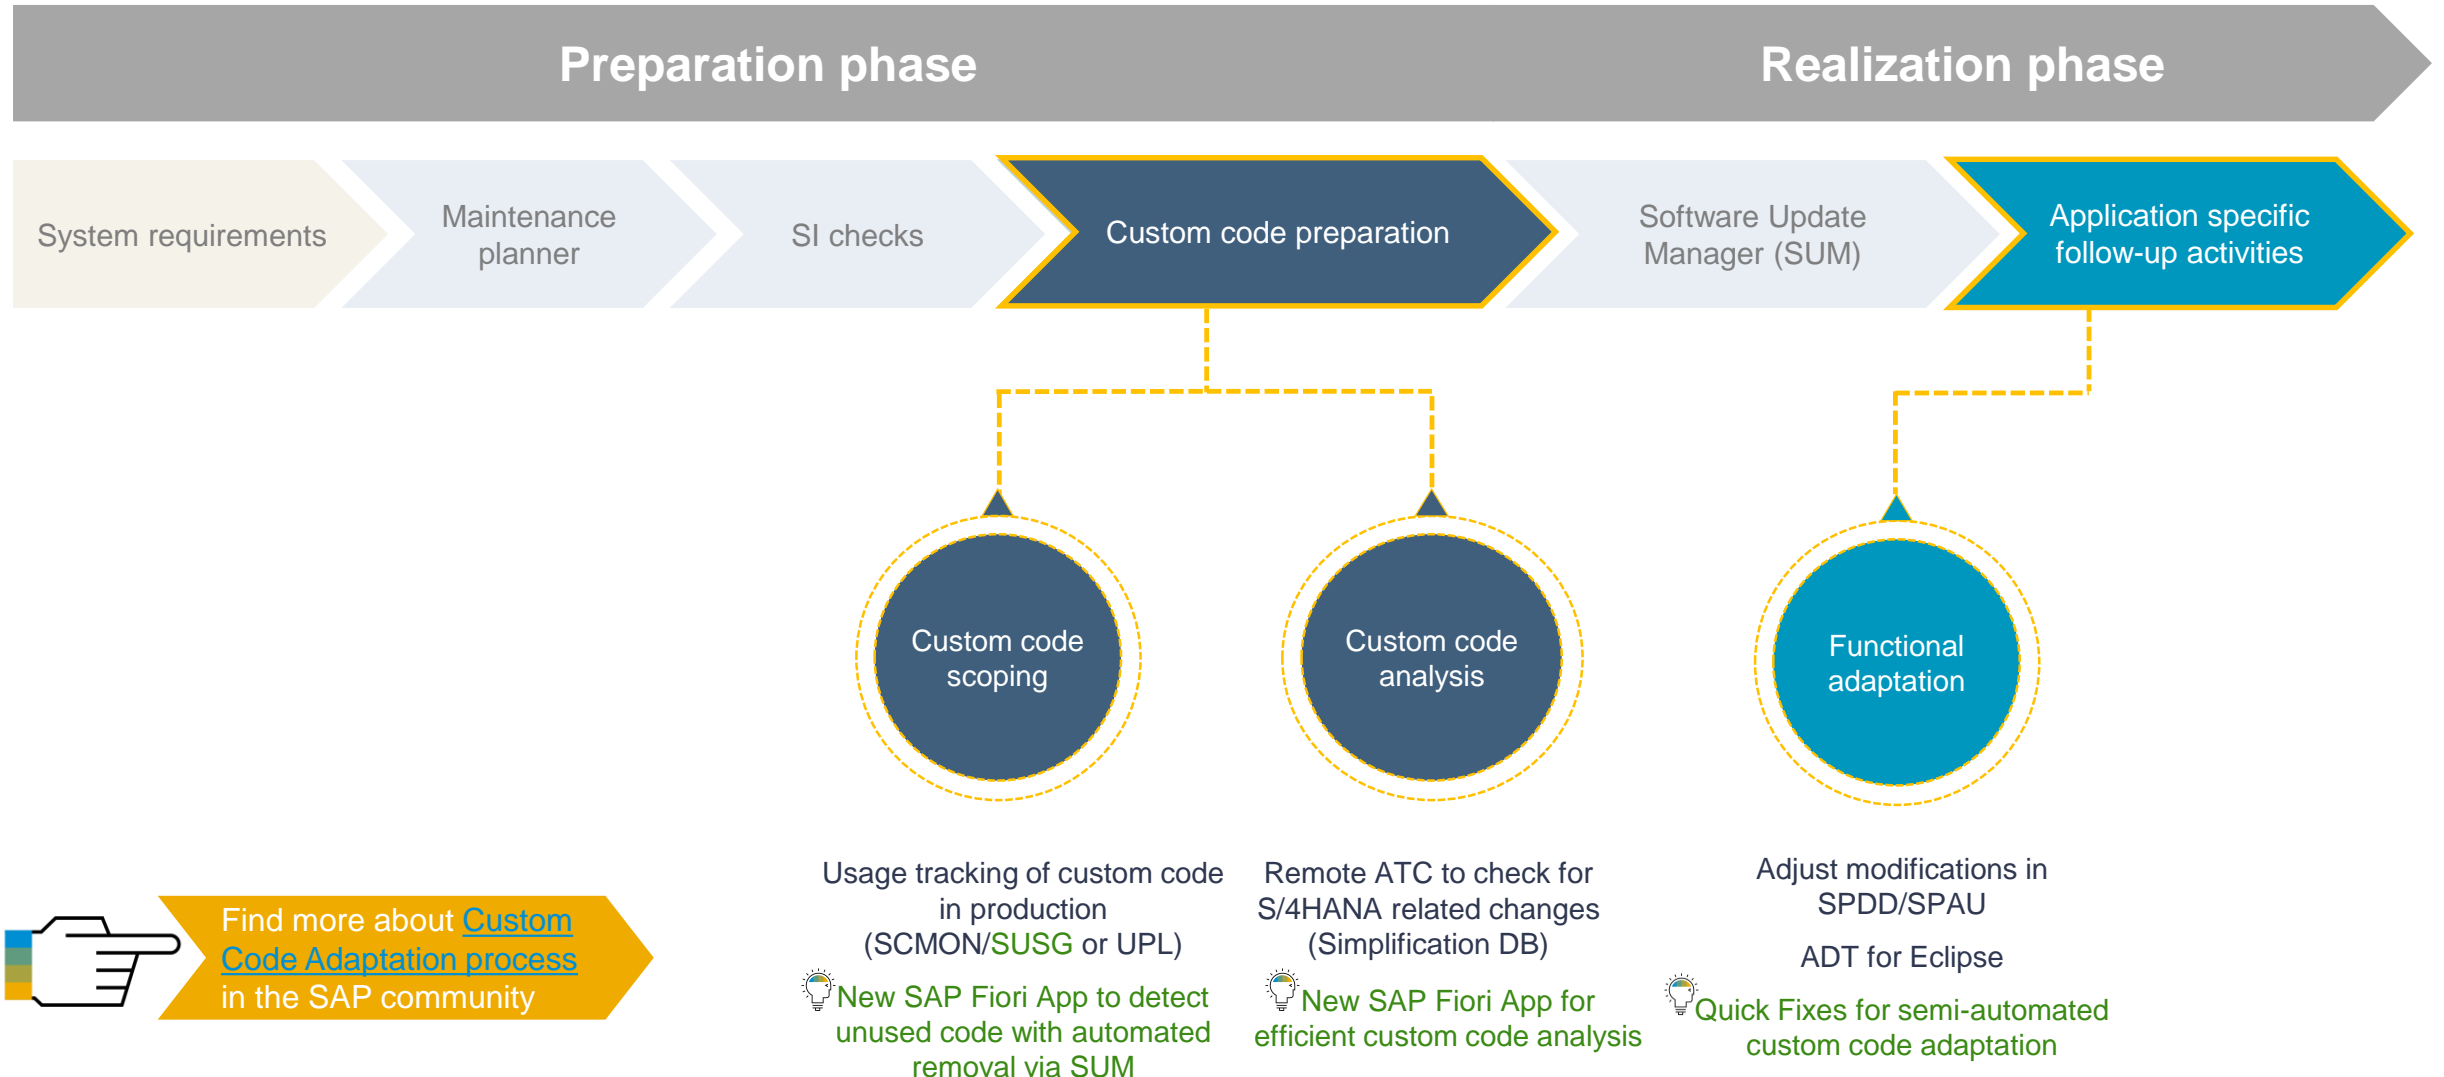 Preparation phase
Realization phase
System requirements
Maintenance
planner
SI checks
Custom code preparation
Software Update
Manager (SUM)
Application specific
follow-up activities
Custom code
scoping
Custom code
analysis
Functional
adaptation
Usage tracking of custom code
in production
(SCMON/SUSG or UPL)
New SAP Fiori App to detect
unused code with automated
removal via SUM
Remote ATC to check for
S/4HANA related changes
(Simplification DB)
New SAP Fiori App for
efficient custom code analysis
Adjust modifications in
SPDD/SPAU
ADT for Eclipse
Quick Fixes for semi-automated
custom code adaptation
Find more about Custom
Code Adaptation process
in the SAP community